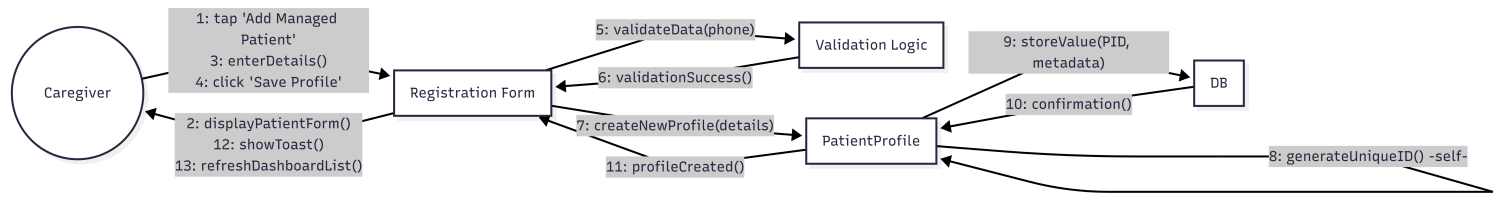 Caregiver
1: tap 'Add Managed
Patient'
3: enterDetails()
4: click 'Save Profile'
2: displayPatientForm()
12: showToast()
13: refreshDashboardList()
Registration Form
5: validateData(phone)
6: validationSuccess()
Validation Logic
7: createNewProfile(details)
11: profileCreated()
PatientProfile
9: storeValue(PID,
metadata)
10: confirmation()
DB
8: generateUniqueID() -self-